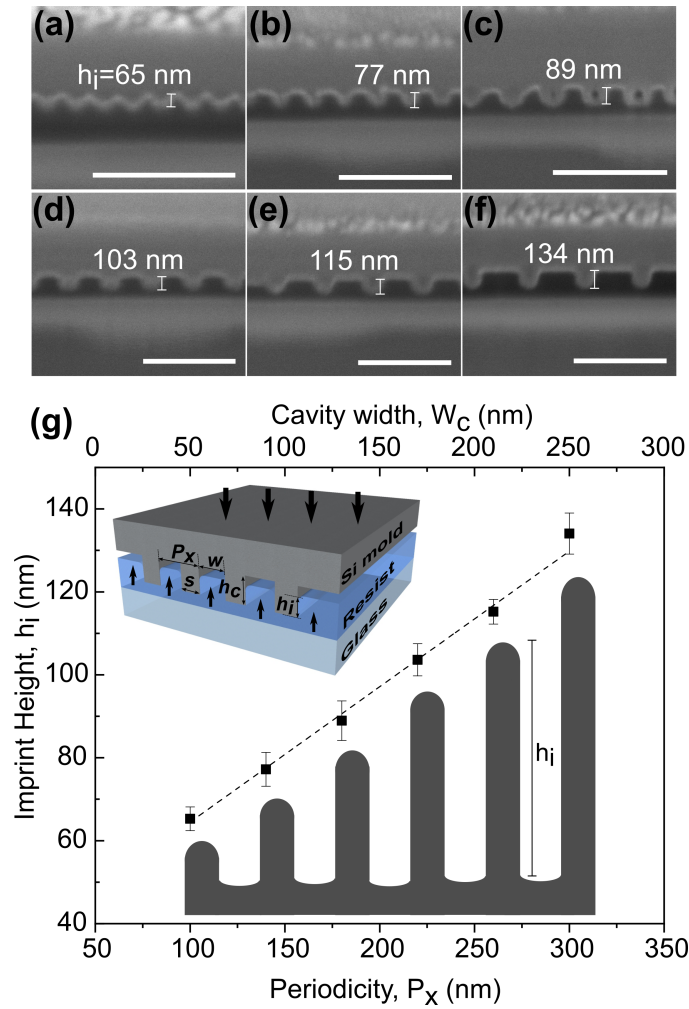 (a)
hi=65 nm
(b)
77 nm
(c)
89 nm
(d)
103 nm
(e)
115 nm
(f)
134 nm
(g)
Cavity width, WC (nm)
0 50 100 150 200 250 300
Imprint Height, hi (nm)
140
120
100
80
60
40
Si mold
Resist
Glass
Px
w
s
hc
hi
hi
50 100 150 200 250 300 350
Periodicity, PX (nm)